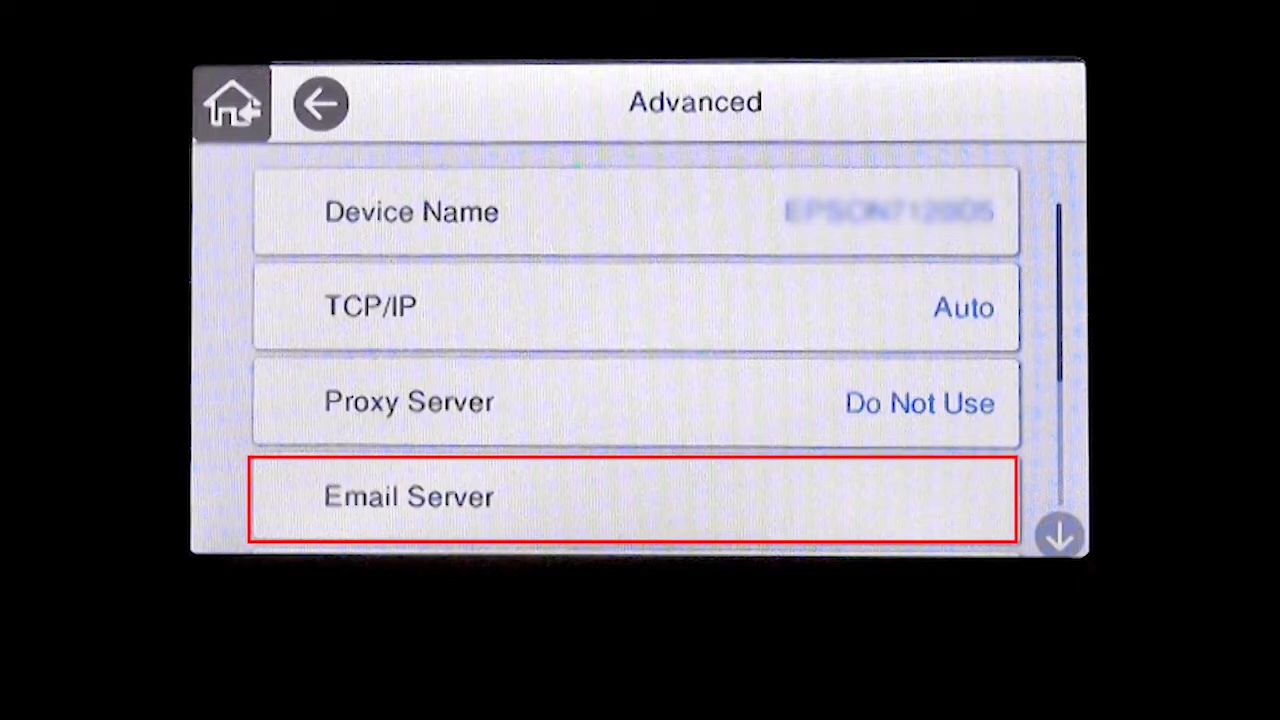 Advanced
Device Name
TCP/IP Auto
Proxy Server Do Not Use
Email Server